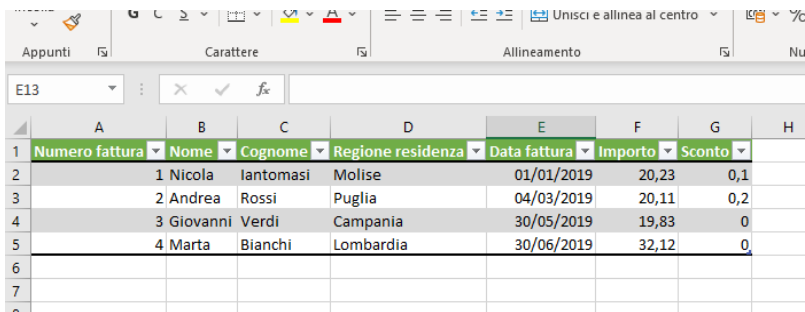 G C S A
Unisci e allinea al centro
Appunti Carattere Allineamento Nu
E13 fx
A B C D E F G H
1 Numero fattura Nome Cognome Regione residenza Data fattura Importo Sconto
2 1 Nicola Iantomasi Molise 01/01/2019 20,23 0,1
3 2 Andrea Rossi Puglia 04/03/2019 20,11 0,2
4 3 Giovanni Verdi Campania 30/05/2019 19,83 0
5 4 Marta Bianchi Lombardia 30/06/2019 32,12 0
6
7